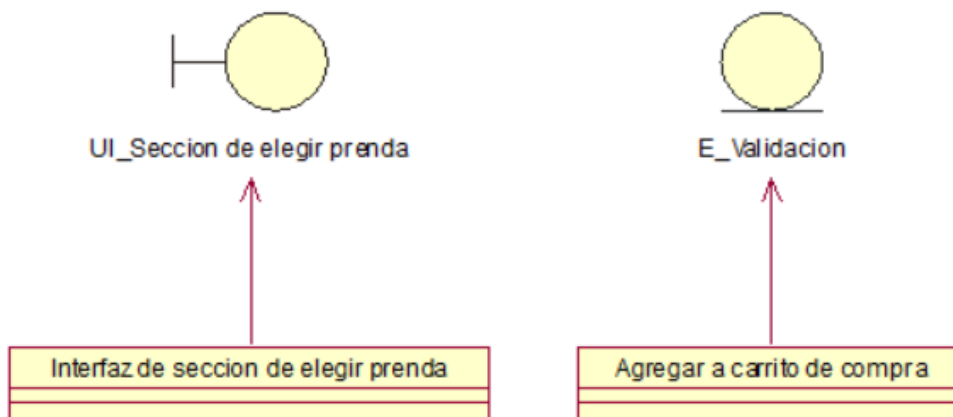 UI_Seccion de elegir prenda
E_Validacion
Interfaz de seccion de elegir prenda
Agregar a carrito de compra